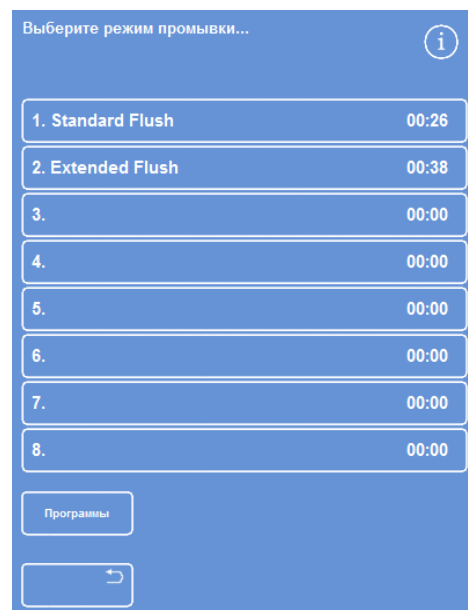 Выберите режим промывки...
i
1. Standard Flush 00:26
2. Extended Flush 00:38
3. 00:00
4. 00:00
5. 00:00
6. 00:00
7. 00:00
8. 00:00
Программы